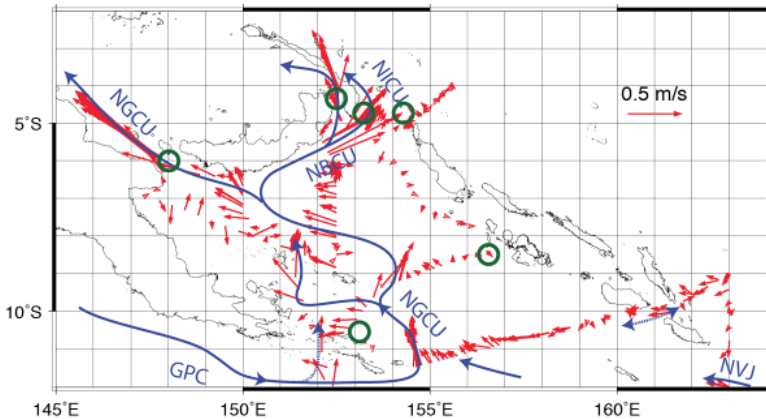 NICU
NGCU
0.5 m/s
5°S
NBCU
NGCU
10°S
GPC
NVJ
145°E
150°E
155°E
160°E